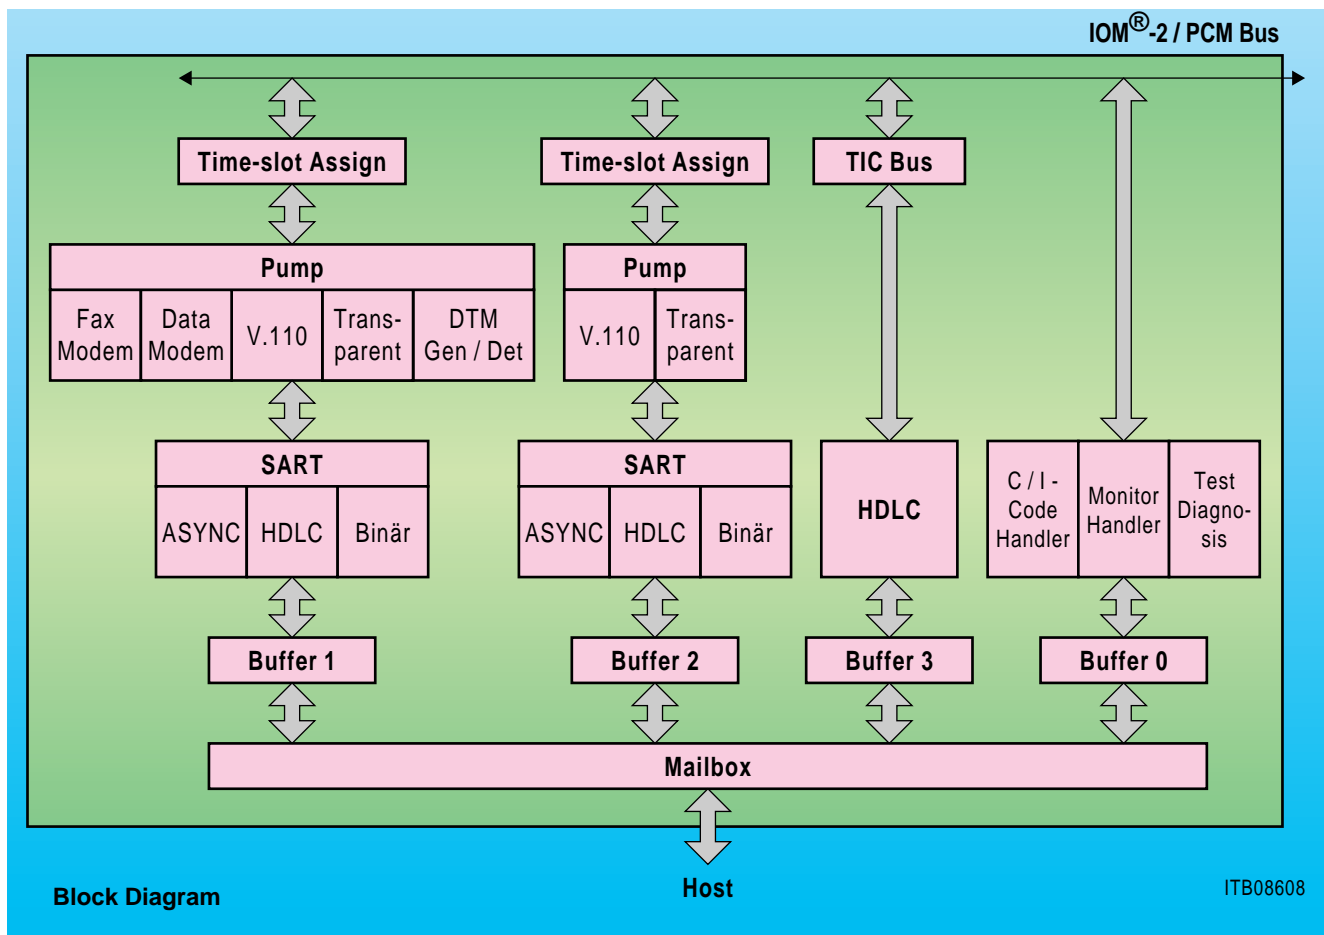 IOM®-2 / PCM Bus
Time-slot Assign
Time-slot Assign
TIC Bus
Pump
Fax
Modem
Data
Modem
V.110
Trans-
parent
DTM
Gen / Det
Pump
V.110
Trans-
parent
SART
ASYNC
HDLC
Binär
SART
ASYNC
HDLC
Binär
HDLC
C / I -
Code
Handler
Monitor
Handler
Test
Diagno-
sis
Buffer 1
Buffer 2
Buffer 3
Buffer 0
Mailbox
Host
Block Diagram
ITB08608